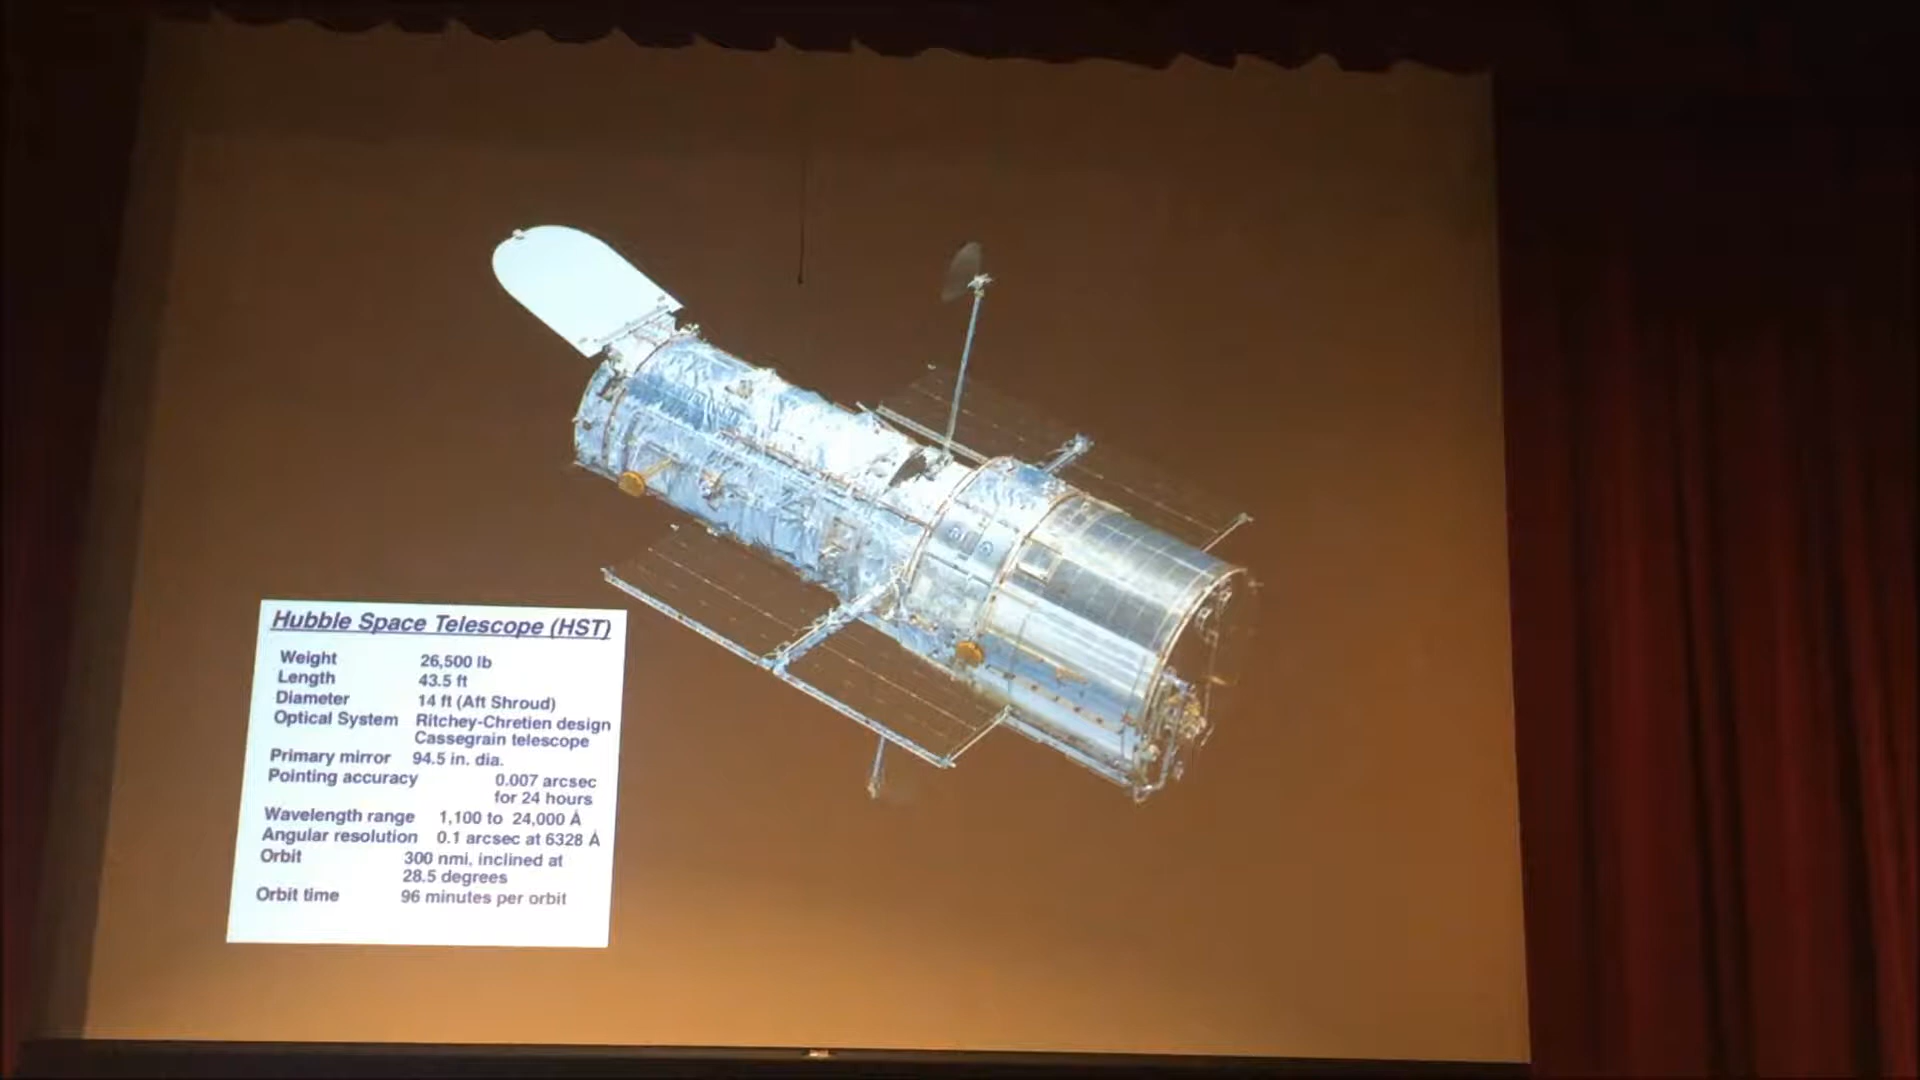 Hubble Space Telescope (HST)
Weight 26,500 lb
Length 43.5 ft
Diameter 14 ft (Aft Shroud)
Optical System Ritchey-Chretien design
Cassegrain telescope
Primary mirror 94.5 in. dia.
Pointing accuracy 0.007 arcsec
for 24 hours
Wavelength range 1,100 to 24,000 Å
Angular resolution 0.1 arcsec at 6328 Å
Orbit 300 nmi, inclined at
28.5 degrees
Orbit time 96 minutes per orbit